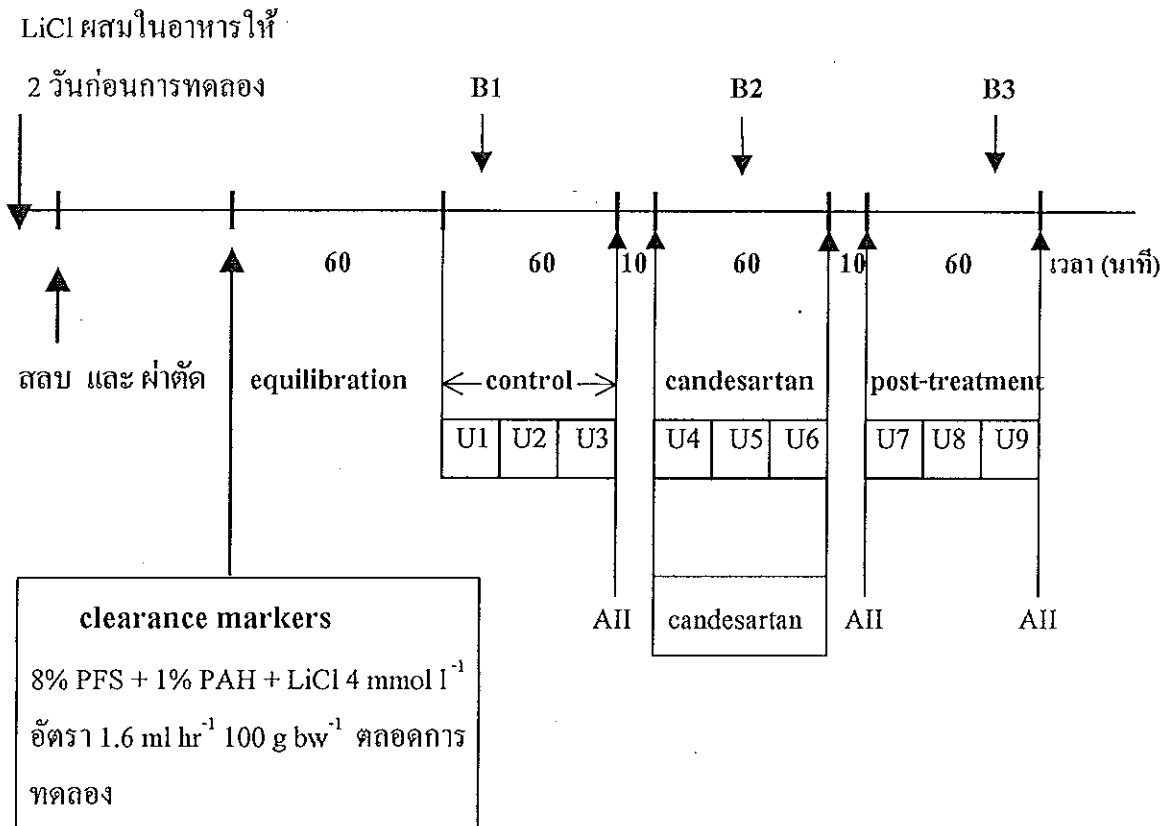 LiCl ผสมในอาหารให้
2 วันก่อนการทดลอง
B1 B2 B3
60 60 10 60 10 60 เวลา (นาที)
สลบ และ ผ่าตัด equilibration control candesartan post-treatment
U1 U2 U3 U4 U5 U6 U7 U8 U9
AII candesartan AII AII
clearance markers
8% PFS + 1% PAH + LiCl 4 mmol l⁻¹
อัตรา 1.6 ml hr⁻¹ 100 g bw⁻¹ ตลอดการ
ทดลอง